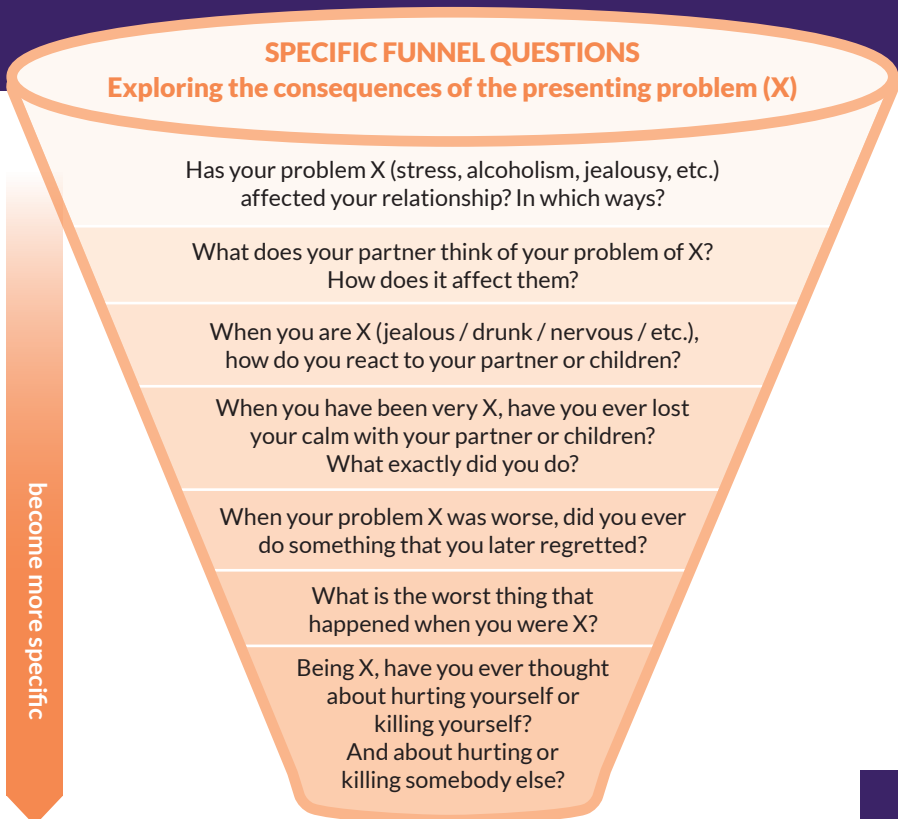 SPECIFIC FUNNEL QUESTIONS
Exploring the consequences of the presenting problem (X)
Has your problem X (stress, alcoholism, jealousy, etc.)
affected your relationship? In which ways?
What does your partner think of your problem of X?
How does it affect them?
When you are X (jealous / drunk / nervous / etc.),
how do you react to your partner or children?
When you have been very X, have you ever lost
your calm with your partner or children?
What exactly did you do?
When your problem X was worse, did you ever
do something that you later regretted?
What is the worst thing that
happened when you were X?
Being X, have you ever thought
about hurting yourself or
killing yourself?
And about hurting or
killing somebody else?
become more specific